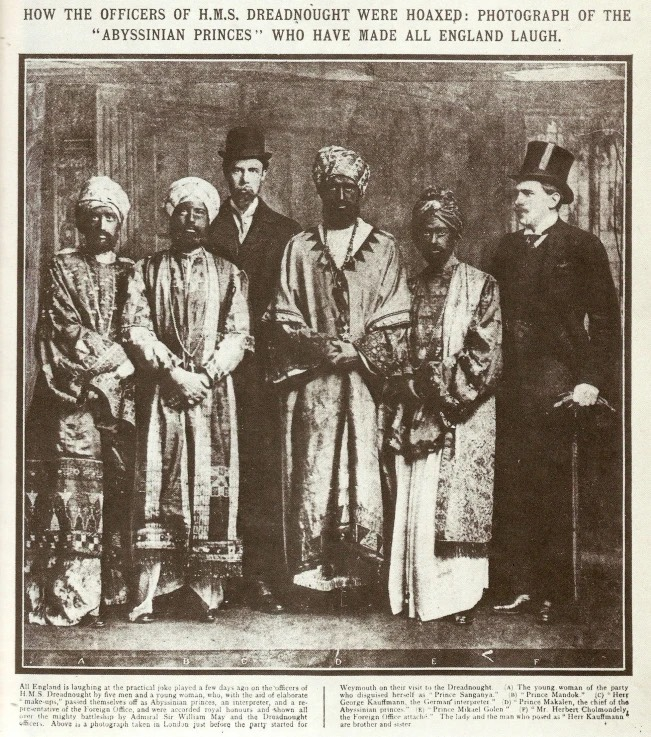 HOW THE OFFICERS OF H.M.S. DREADNOUGHT WERE HOAXED: PHOTOGRAPH OF THE
"ABYSSINIAN PRINCES" WHO HAVE MADE ALL ENGLAND LAUGH.
A B C D E F
All England is laughing at the practical joke played a few days ago on the officers of
H.M.S. Dreadnought by five men and a young woman, who, with the aid of elaborate
"make-ups," passed themselves off as Abyssinian princes, an interpreter, and a re-
presentative of the Foreign Office, and were accorded royal honours and shown all
over the mighty battleship by Admiral Sir William May and the Dreadnought
officers. Above is a photograph taken in London just before the party started for
Weymouth on their visit to the Dreadnought. (A) The young woman of the party
who disguised herself as "Prince Sanganya." (B) "Prince Mandok." (C) "Herr
George Kauffmann, the German interpreter." (D) "Prince Makalen, the chief of the
Abyssinian princes." (E) "Prince Mikael Golen." (F) "Mr. Herbert Cholmondely,
the Foreign Office attaché." The lady and the man who posed as "Herr Kauffmann"
are brother and sister